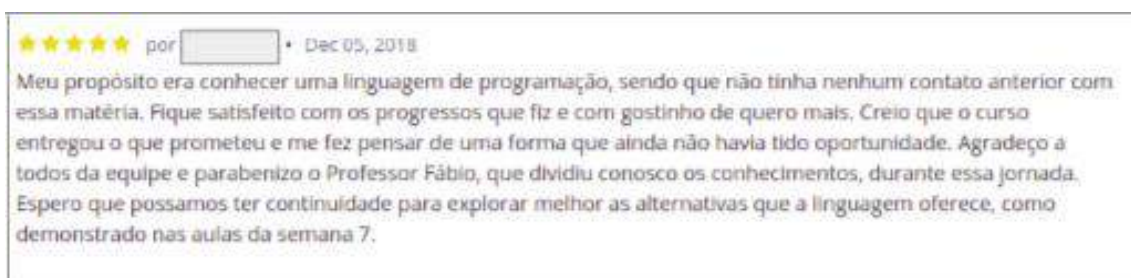 por • Dec 05, 2018
Meu propósito era conhecer uma linguagem de programação, sendo que não tinha nenhum contato anterior com
essa matéria. Fique satisfeito com os progressos que fiz e com gostinho de quero mais. Creio que o curso
entregou o que prometeu e me fez pensar de uma forma que ainda não havia tido oportunidade. Agradeço a
todos da equipe e parabenizo o Professor Fábio, que dividiu conosco os conhecimentos, durante essa jornada.
Espero que possamos ter continuidade para explorar melhor as alternativas que a linguagem oferece, como
demonstrado nas aulas da semana 7.